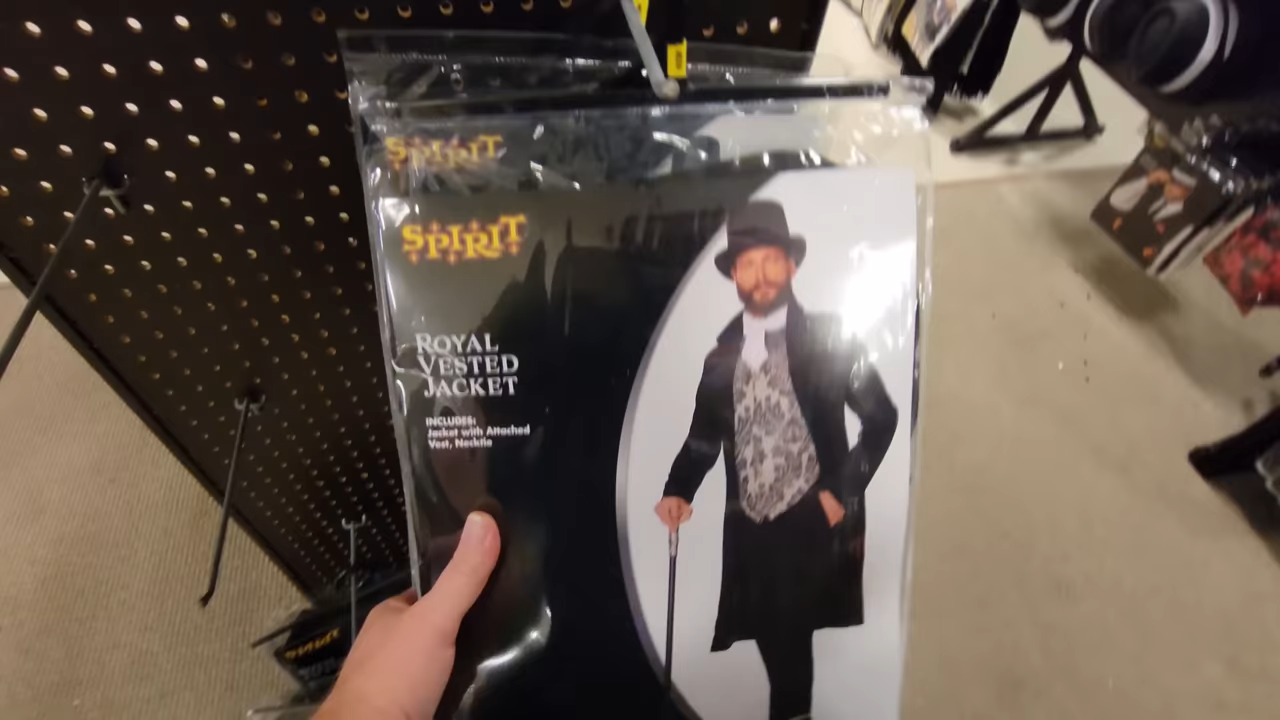 SPIRIT
SPIRIT
ROYAL
VESTED
JACKET
INCLUDES:
Jacket with Attached
Vest, Necktie
SPIRIT